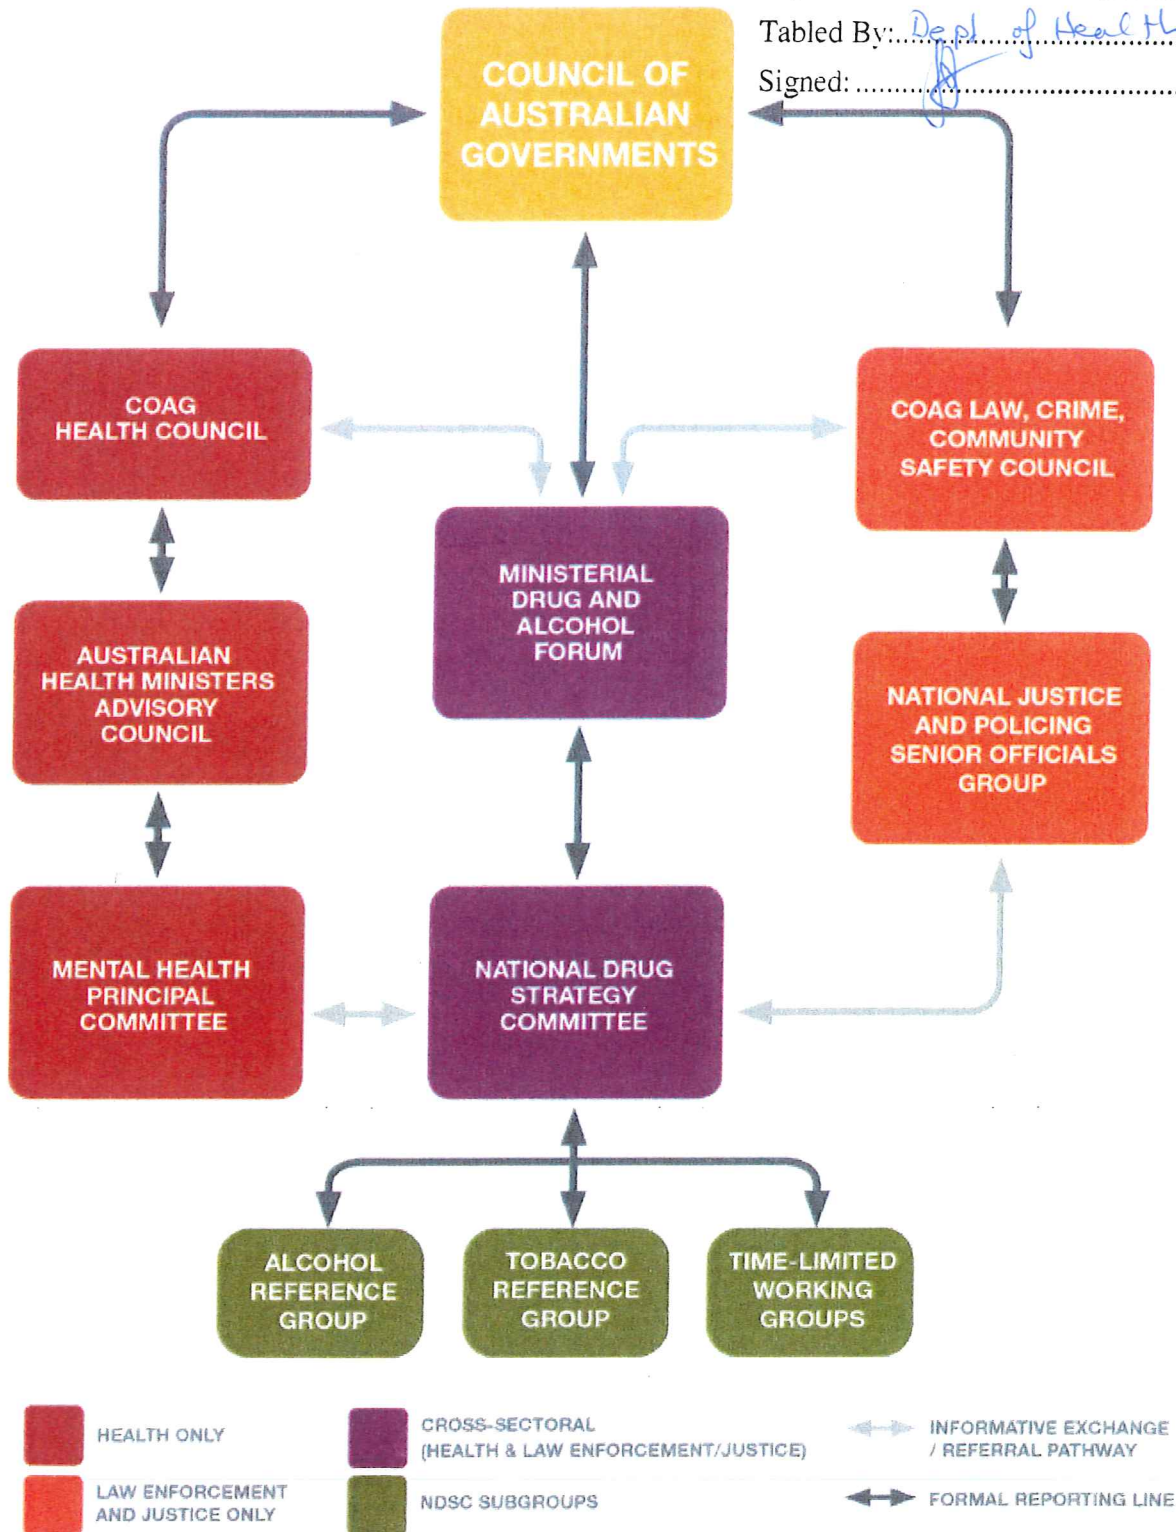 Tabled By: Dept of Health
Signed:
COUNCIL OF
AUSTRALIAN
GOVERNMENTS
COAG
HEALTH COUNCIL
COAG LAW, CRIME,
COMMUNITY
SAFETY COUNCIL
MINISTERIAL
DRUG AND
ALCOHOL
FORUM
AUSTRALIAN
HEALTH MINISTERS
ADVISORY
COUNCIL
NATIONAL JUSTICE
AND POLICING
SENIOR OFFICIALS
GROUP
MENTAL HEALTH
PRINCIPAL
COMMITTEE
NATIONAL DRUG
STRATEGY
COMMITTEE
ALCOHOL
REFERENCE
GROUP
TOBACCO
REFERENCE
GROUP
TIME-LIMITED
WORKING
GROUPS
HEALTH ONLY
LAW ENFORCEMENT
AND JUSTICE ONLY
CROSS-SECTORAL
(HEALTH & LAW ENFORCEMENT/JUSTICE)
NDSC SUBGROUPS
INFORMATIVE EXCHANGE
/ REFERRAL PATHWAY
FORMAL REPORTING LINE